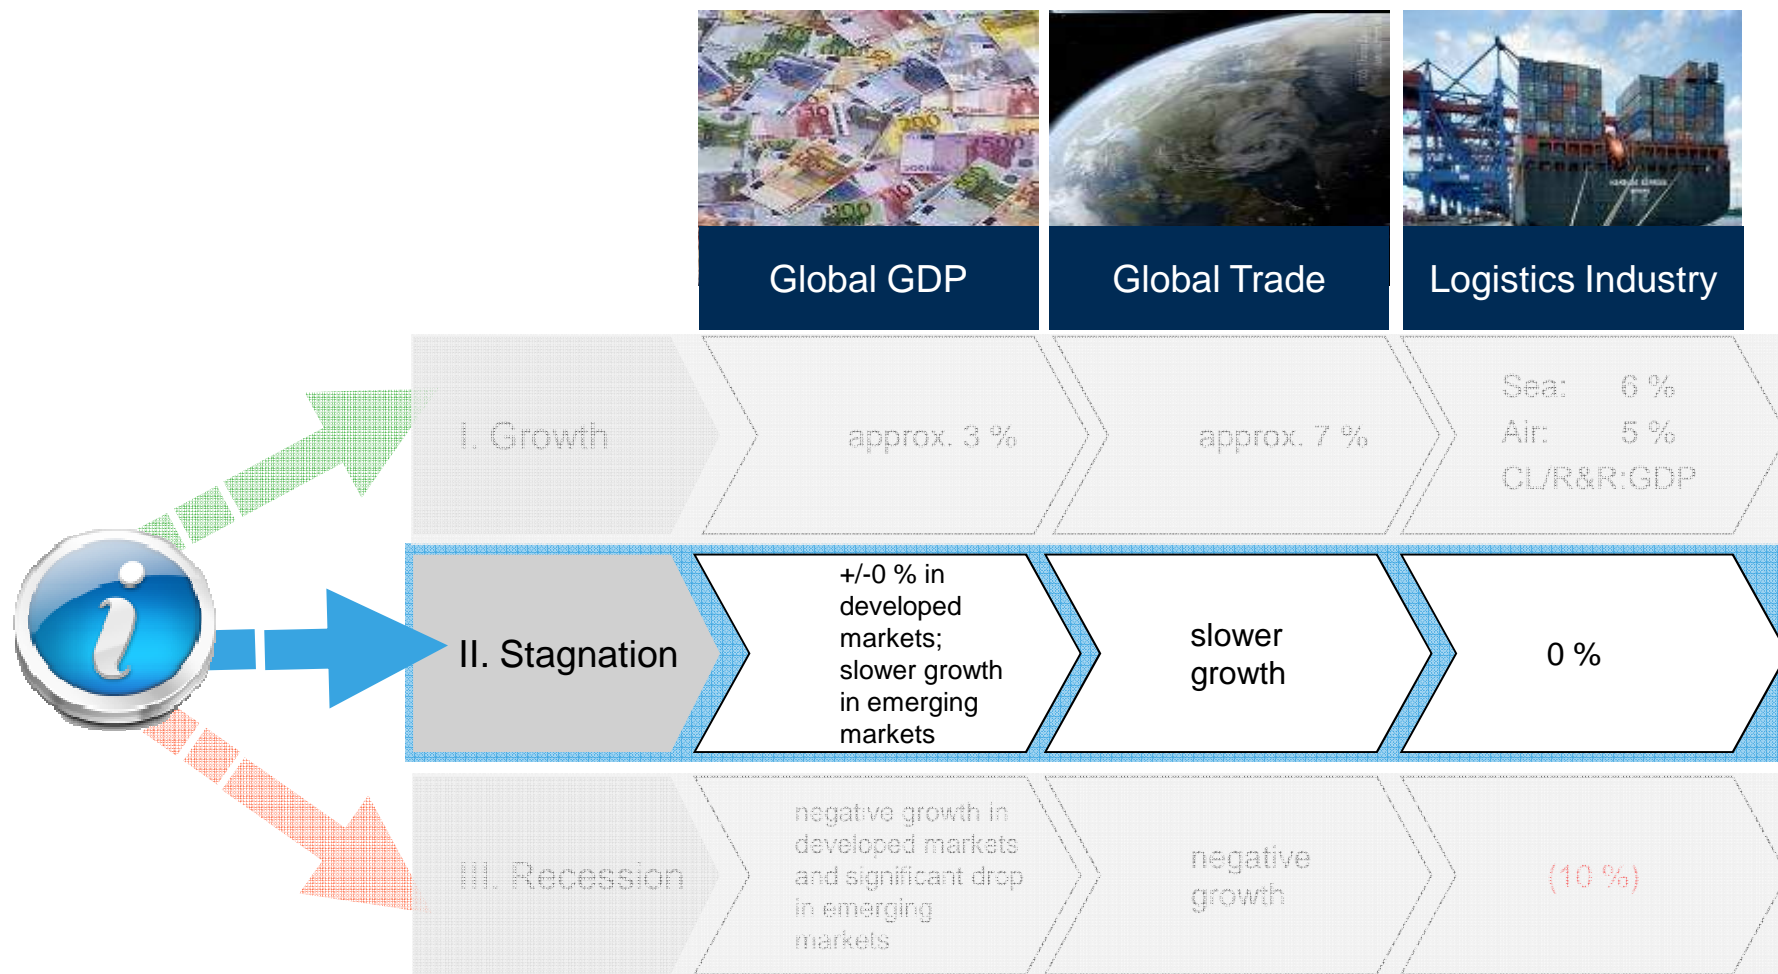 Global GDP
Global Trade
Logistics Industry
I. Growth
approx. 3 %
approx. 7 %
Sea: 6 %
Air: 5 %
CL/R&R:GDP
II. Stagnation
+/-0 % in
developed
markets;
slower growth
in emerging
markets
slower
growth
0 %
III. Recession
negative growth in
developed markets
and significant drop
in emerging
markets
negative
growth
(10 %)